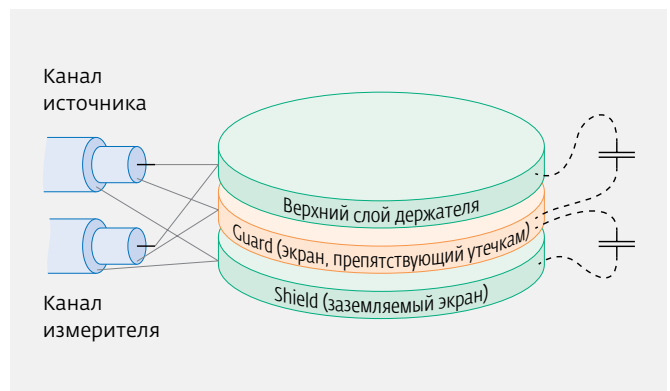 Канал
источника
Верхний слой держателя
Guard (экран, препятствующий утечкам)
Shield (заземляемый экран)
Канал
измерителя